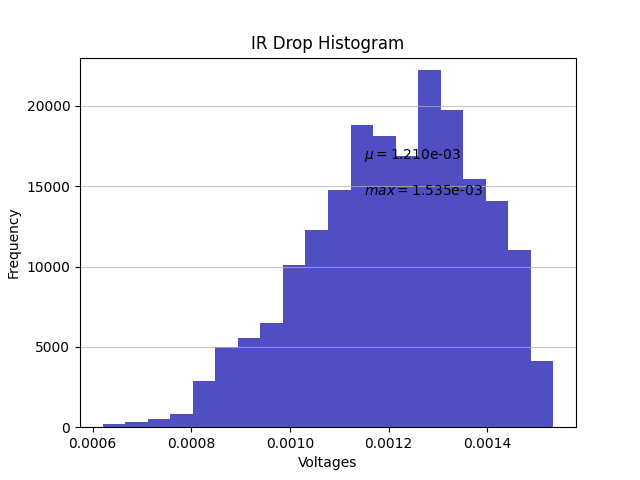 IR Drop Histogram
Frequency
20000
15000
10000
5000
0
μ = 1.210e-03
max = 1.535e-03
0.0006 0.0008 0.0010 0.0012 0.0014
Voltages